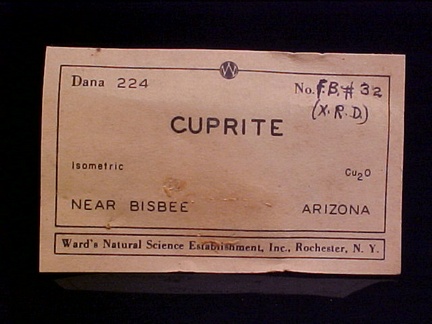 W
Dana 224 No. F.B.# 32
(X.R.D.)
CUPRITE
Isometric Cu₂O
NEAR BISBEE ARIZONA
Ward's Natural Science Establishment, Inc., Rochester, N. Y.